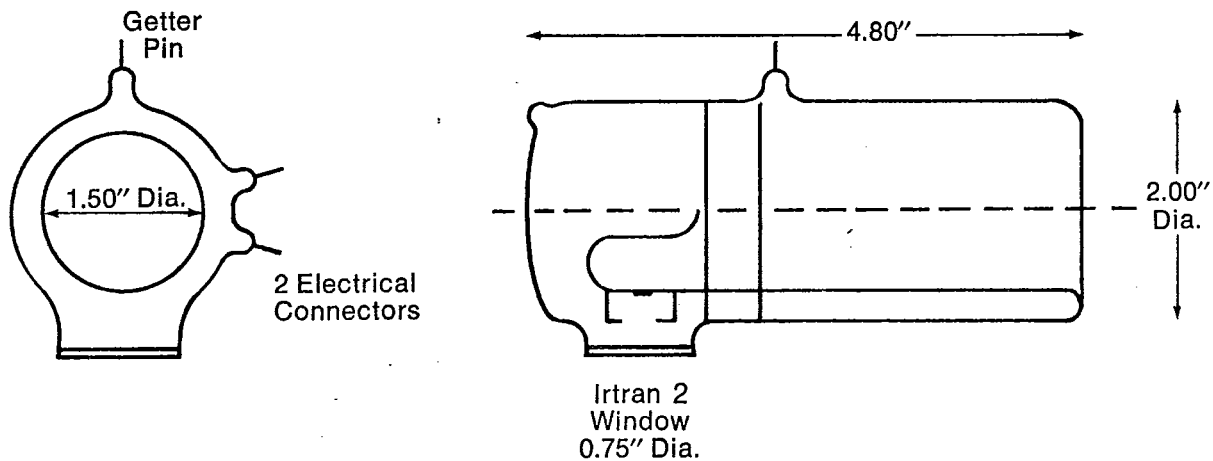 Getter
Pin
1.50" Dia.
2 Electrical
Connectors
4.80"
2.00"
Dia.
Irtran 2
Window
0.75" Dia.